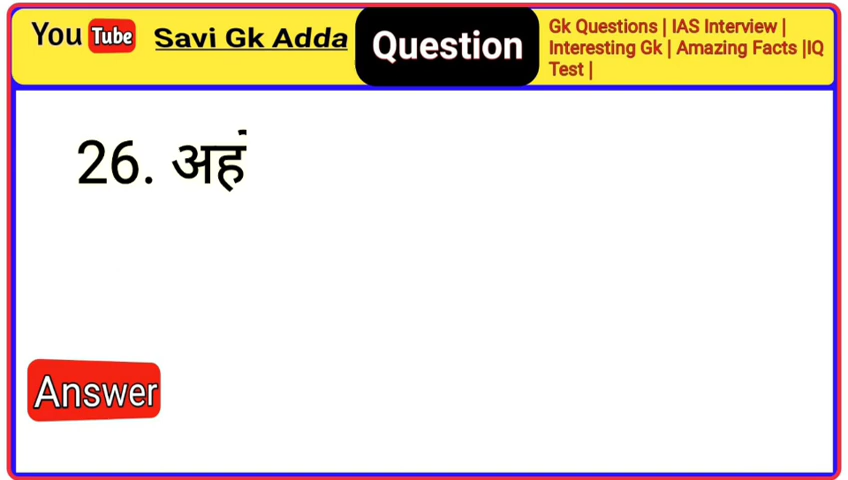 You Tube Savi Gk Adda Question
Gk Questions | IAS Interview |
Interesting Gk | Amazing Facts |IQ
Test |
26. अहं
Answer